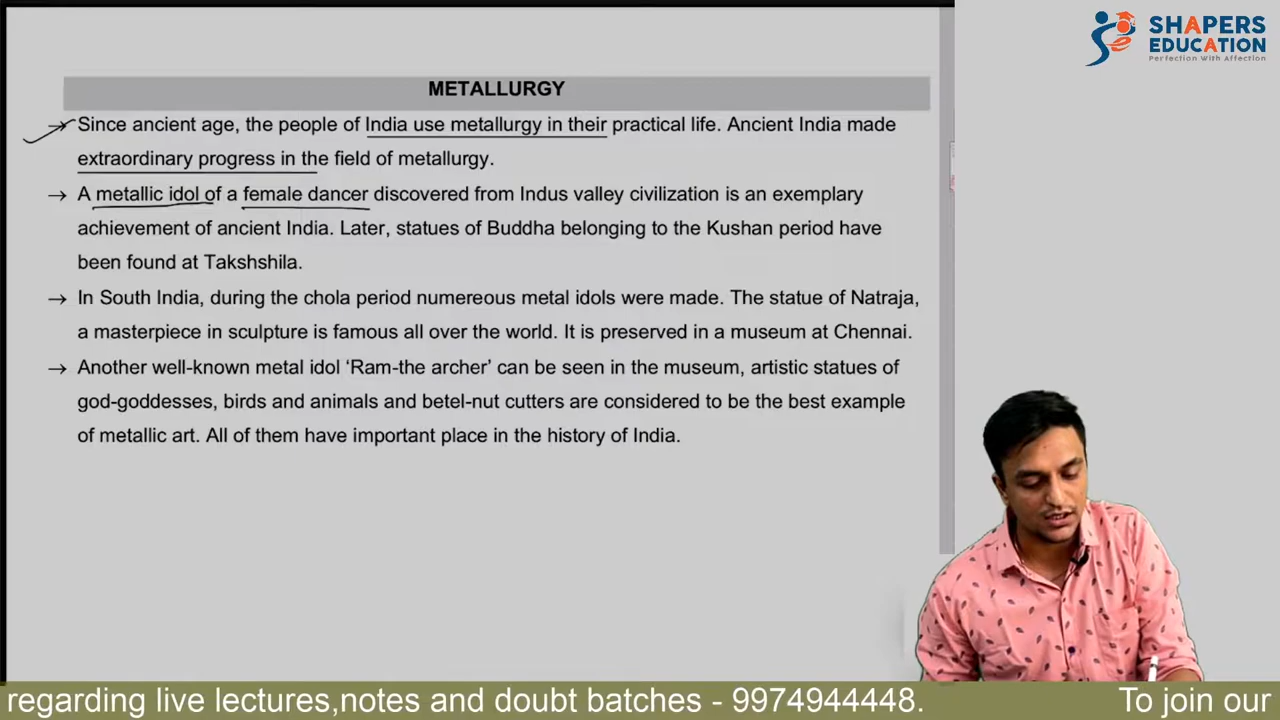 SHAPERS
EDUCATION
Perfection With Affection
METALLURGY
→ Since ancient age, the people of India use metallurgy in their practical life. Ancient India made
extraordinary progress in the field of metallurgy.
→ A metallic idol of a female dancer discovered from Indus valley civilization is an exemplary
achievement of ancient India. Later, statues of Buddha belonging to the Kushan period have
been found at Takshshila.
→ In South India, during the chola period numereous metal idols were made. The statue of Natraja,
a masterpiece in sculpture is famous all over the world. It is preserved in a museum at Chennai.
→ Another well-known metal idol ‘Ram-the archer’ can be seen in the museum, artistic statues of
god-goddesses, birds and animals and betel-nut cutters are considered to be the best example
of metallic art. All of them have important place in the history of India.
regarding live lectures,notes and doubt batches - 9974944448. To join our